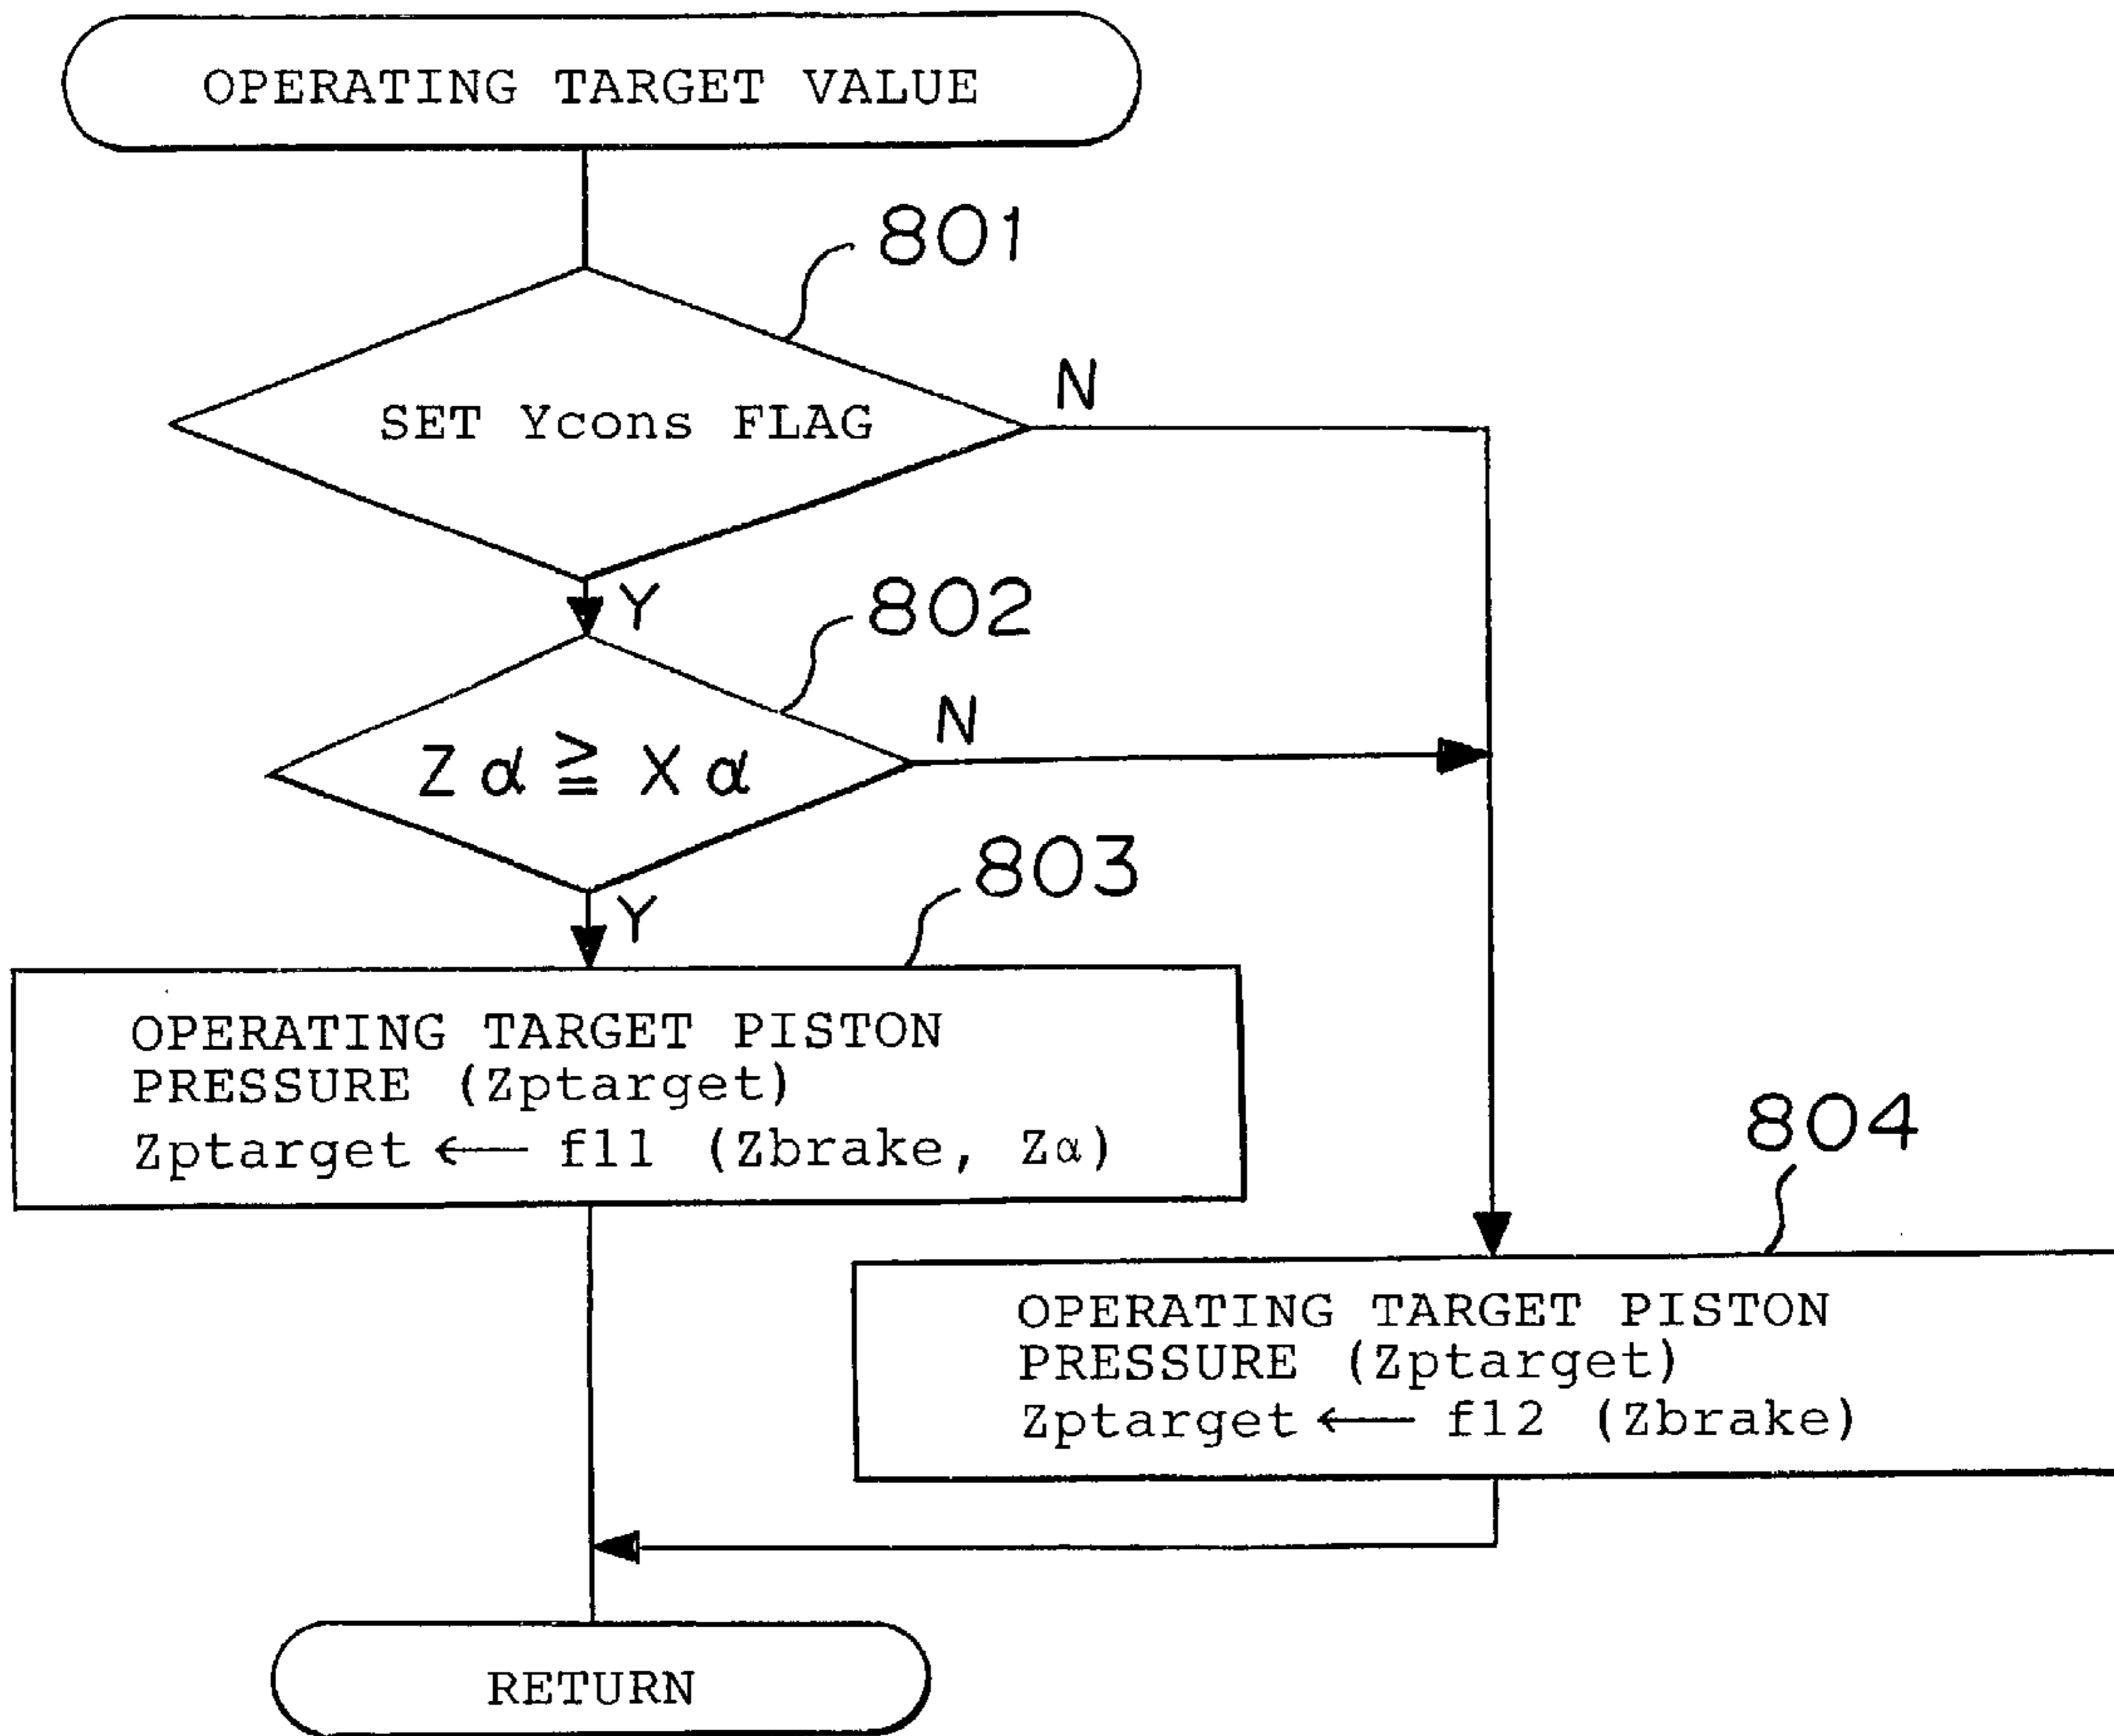 OPERATING TARGET VALUE
801
SET Ycons FLAG
N
Y
802
Zα ≧ Xα
N
Y
803
OPERATING TARGET PISTON
PRESSURE (Zptarget)
Zptarget ← f11 (Zbrake, Zα)
804
OPERATING TARGET PISTON
PRESSURE (Zptarget)
Zptarget ← f12 (Zbrake)
RETURN